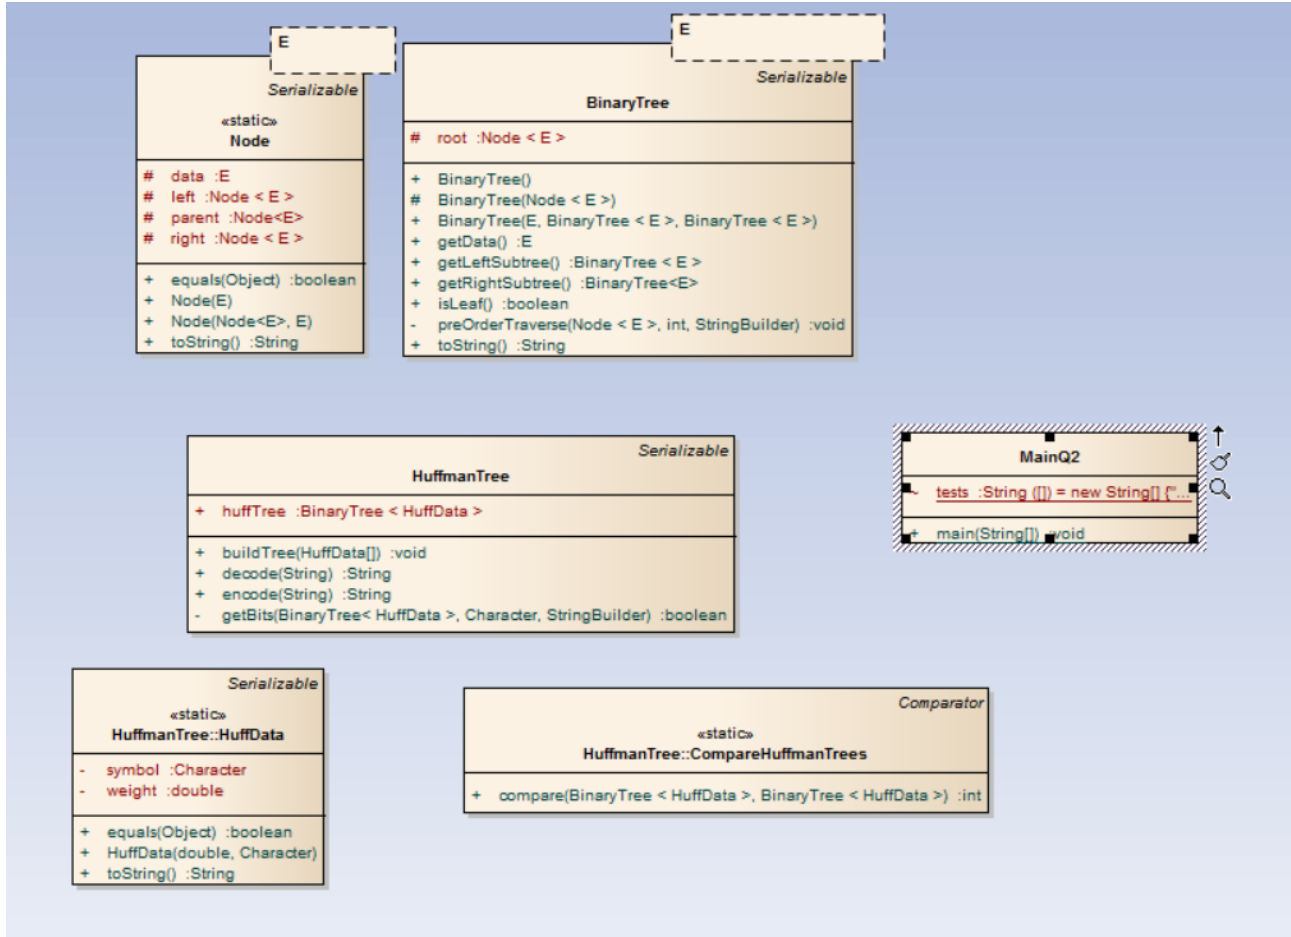 E
Serializable
«static»
Node
# data :E
# left :Node < E >
# parent :Node<E>
# right :Node < E >
+ equals(Object) :boolean
+ Node(E)
+ Node(Node<E>, E)
+ toString() :String
E
Serializable
BinaryTree
# root :Node < E >
+ BinaryTree()
# BinaryTree(Node < E >)
+ BinaryTree(E, BinaryTree < E >, BinaryTree < E >)
+ getData() :E
+ getLeftSubtree() :BinaryTree < E >
+ getRightSubtree() :BinaryTree<E>
+ isLeaf() :boolean
- preOrderTraverse(Node < E >, int, StringBuilder) :void
+ toString() :String
Serializable
HuffmanTree
+ huffTree :BinaryTree < HuffData >
+ buildTree(HuffData[]) :void
+ decode(String) :String
+ encode(String) :String
- getBits(BinaryTree< HuffData >, Character, StringBuilder) :boolean
MainQ2
~ tests :String ([]) = new String[] {"...
+ main(String[]) :void
Serializable
«static»
HuffmanTree::HuffData
- symbol :Character
- weight :double
+ equals(Object) :boolean
+ HuffData(double, Character)
+ toString() :String
Comparator
«static»
HuffmanTree::CompareHuffmanTrees
+ compare(BinaryTree < HuffData >, BinaryTree < HuffData >) :int